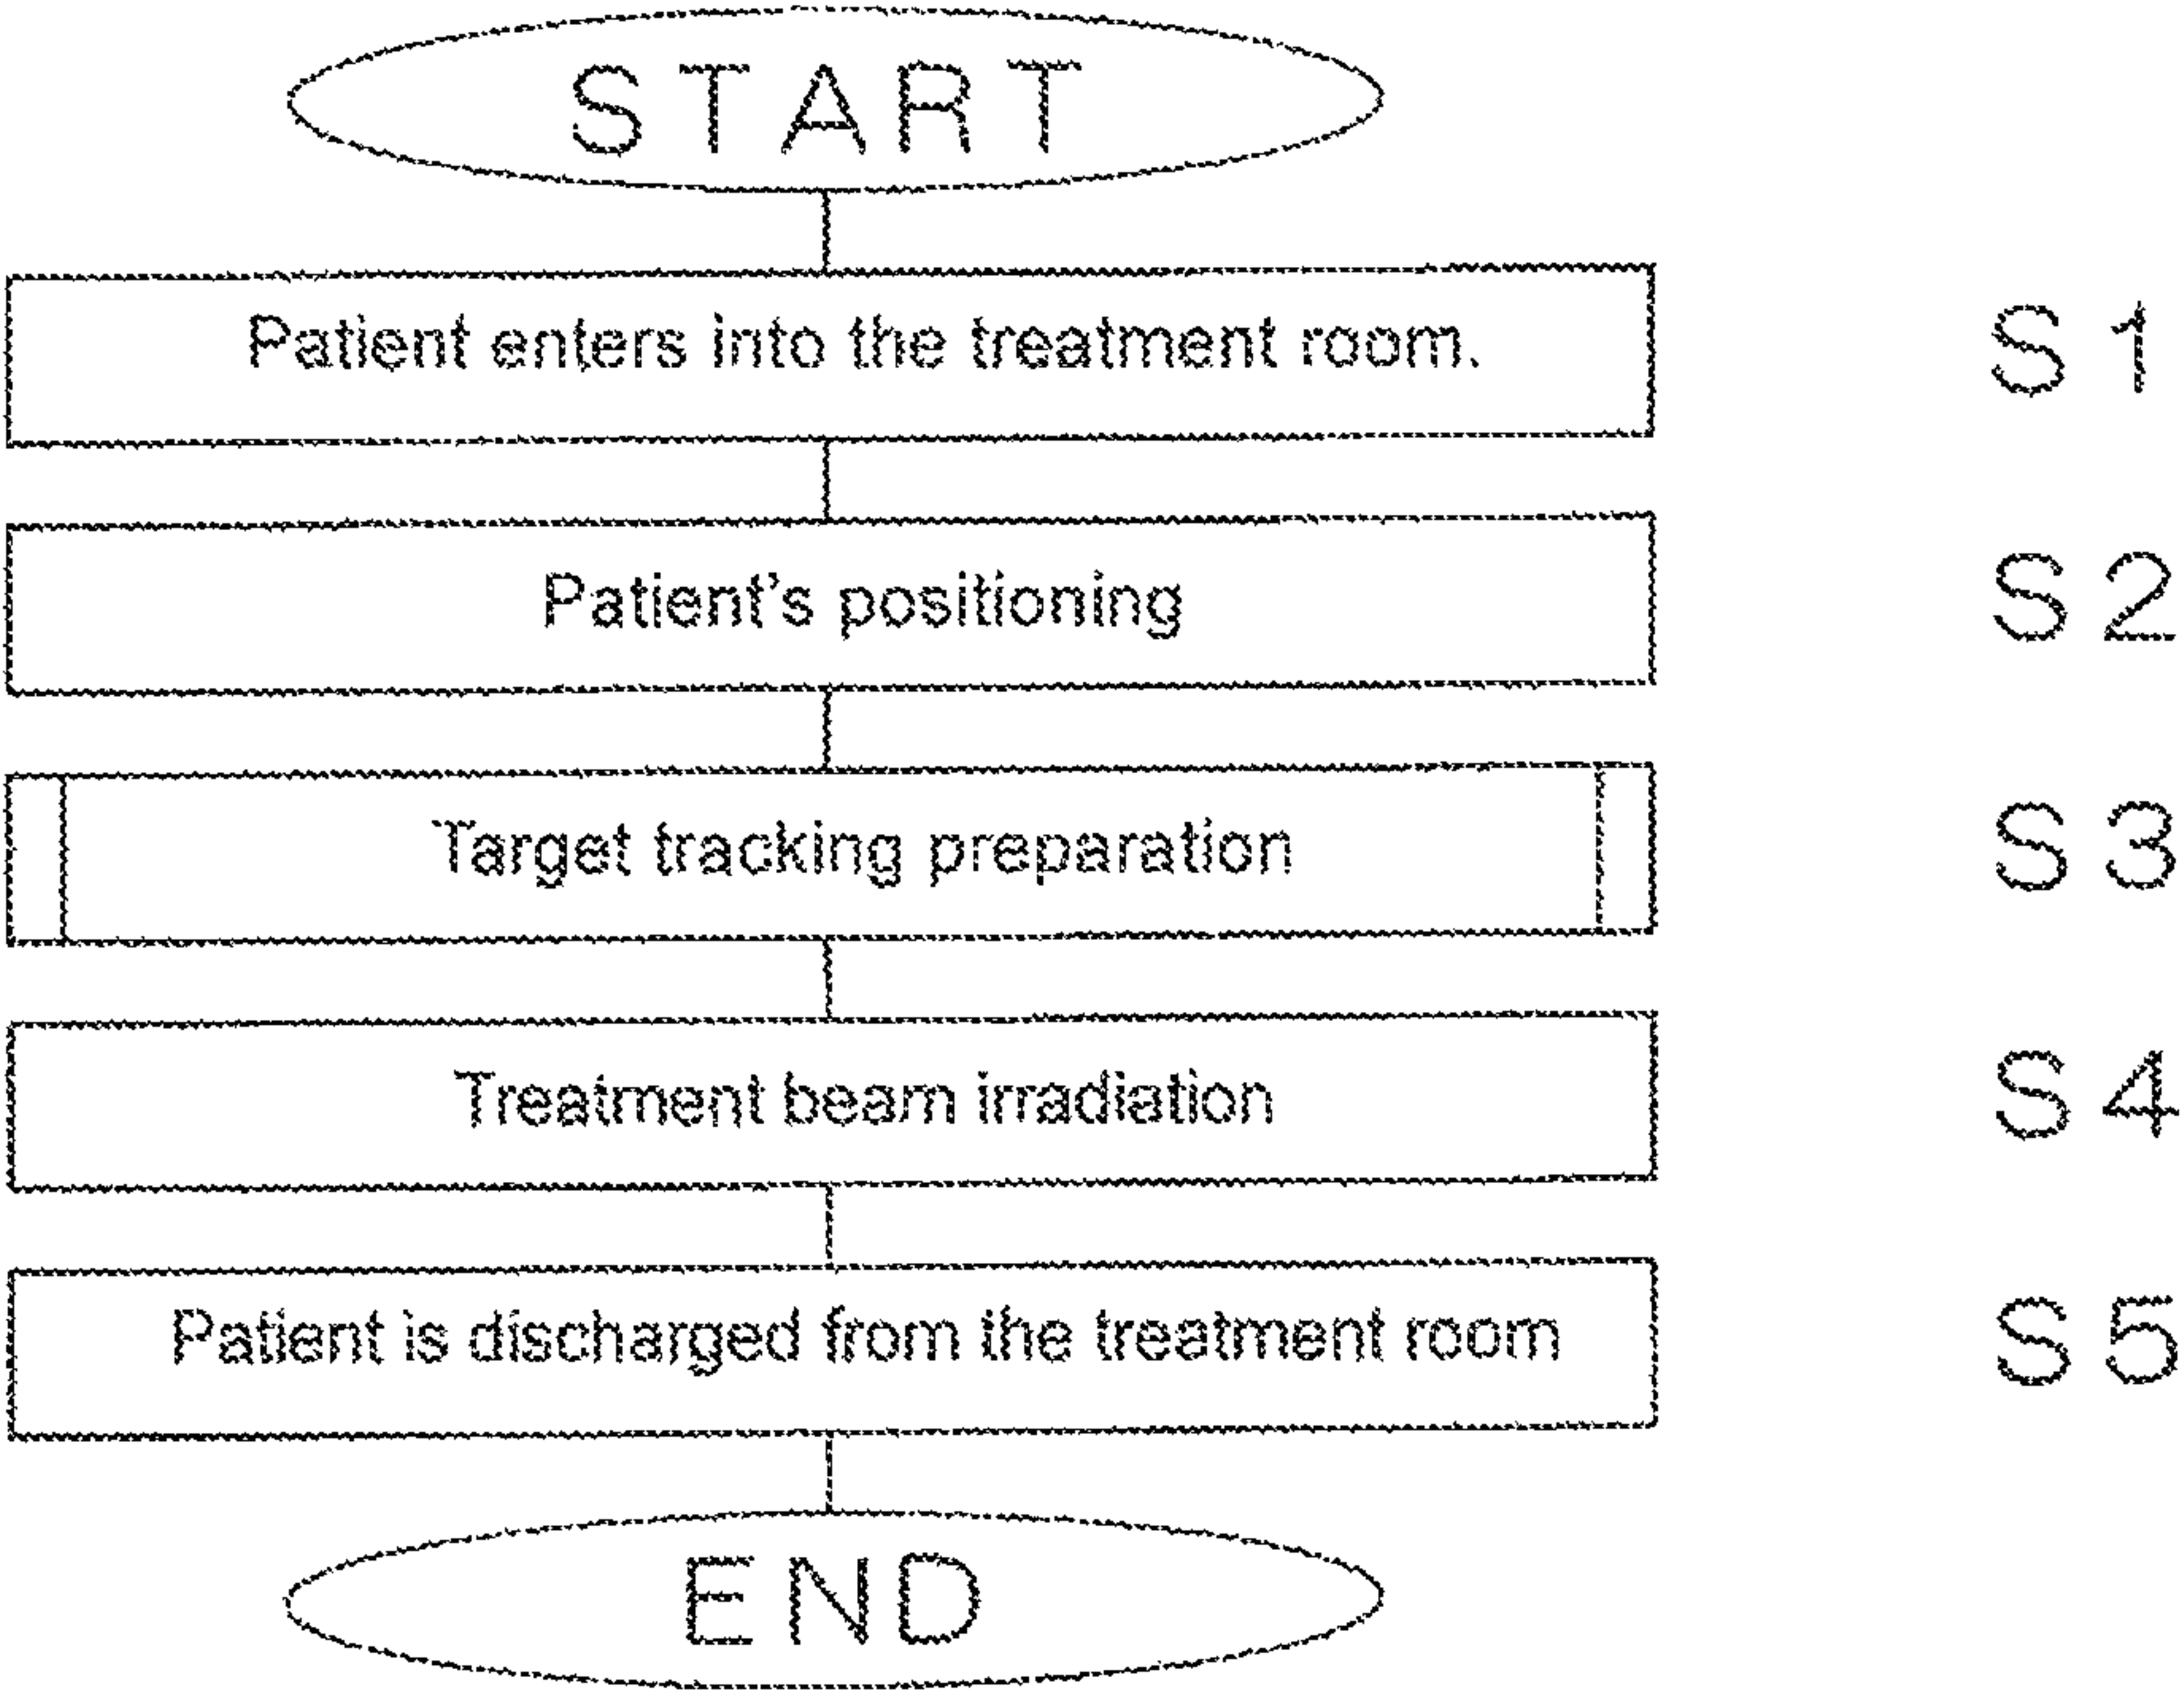 START
Patient enters into the treatment room.
S1
Patient's positioning
S2
Target tracking preparation
S3
Treatment beam irradiation
S4
Patient is discharged from the treatment room
S5
END